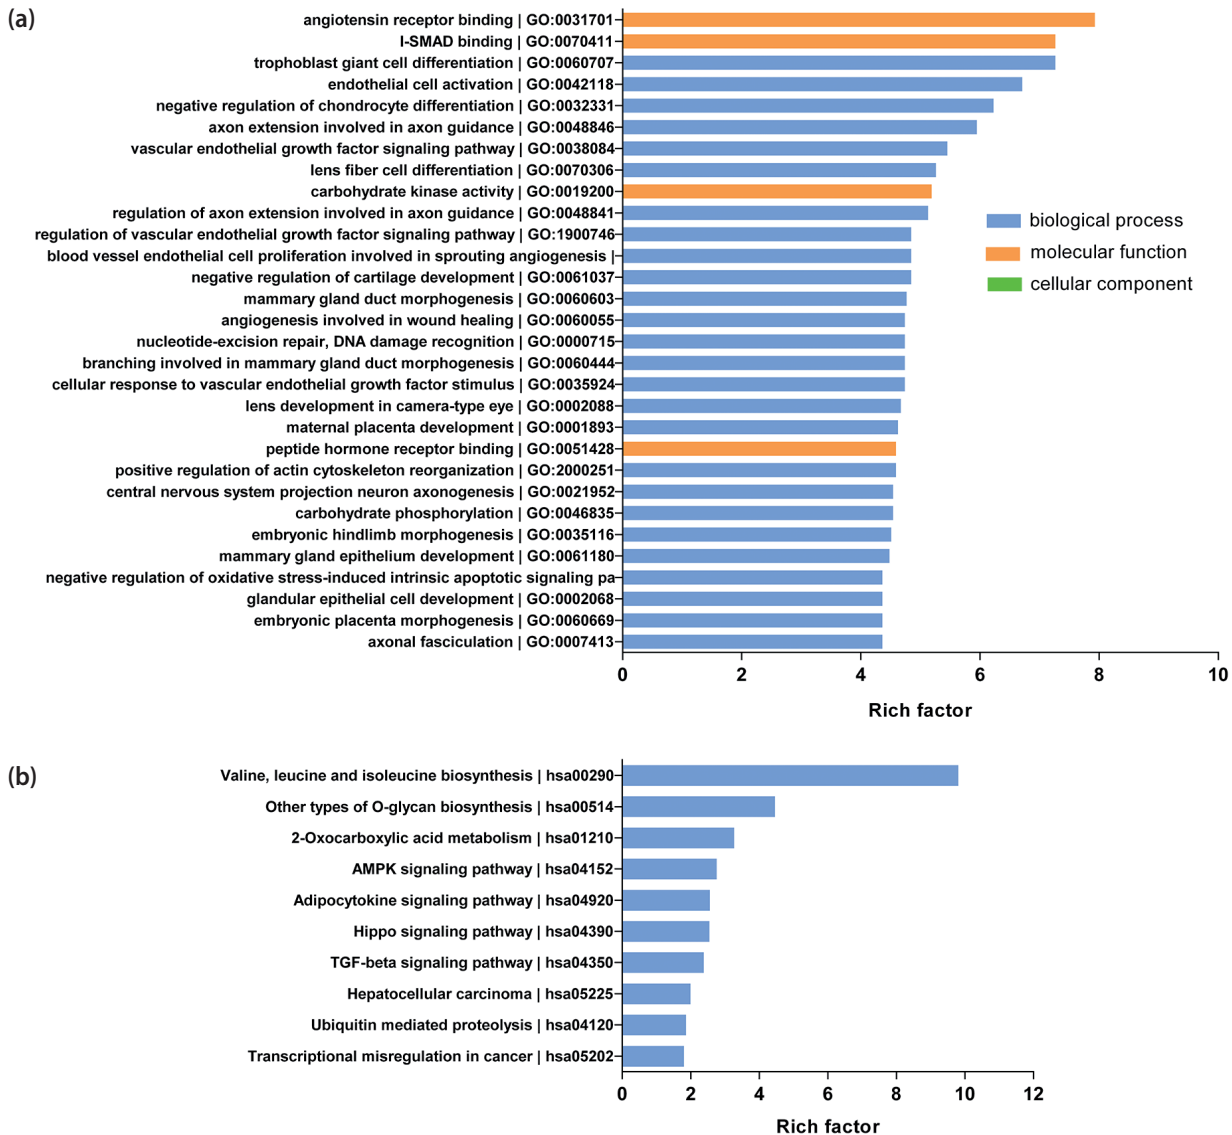 (a)
angiotensin receptor binding | GO:0031701
I-SMAD binding | GO:0070411
trophoblast giant cell differentiation | GO:0060707
endothelial cell activation | GO:0042118
negative regulation of chondrocyte differentiation | GO:0032331
axon extension involved in axon guidance | GO:0048846
vascular endothelial growth factor signaling pathway | GO:0038084
lens fiber cell differentiation | GO:0070306
carbohydrate kinase activity | GO:0019200
regulation of axon extension involved in axon guidance | GO:0048841
regulation of vascular endothelial growth factor signaling pathway | GO:1900746
blood vessel endothelial cell proliferation involved in sprouting angiogenesis |
negative regulation of cartilage development | GO:0061037
mammary gland duct morphogenesis | GO:0060603
angiogenesis involved in wound healing | GO:0060055
nucleotide-excision repair, DNA damage recognition | GO:0000715
branching involved in mammary gland duct morphogenesis | GO:0060444
cellular response to vascular endothelial growth factor stimulus | GO:0035924
lens development in camera-type eye | GO:0002088
maternal placenta development | GO:0001893
peptide hormone receptor binding | GO:0051428
positive regulation of actin cytoskeleton reorganization | GO:2000251
central nervous system projection neuron axonogenesis | GO:0021952
carbohydrate phosphorylation | GO:0046835
embryonic hindlimb morphogenesis | GO:0035116
mammary gland epithelium development | GO:0061180
negative regulation of oxidative stress-induced intrinsic apoptotic signaling pa
glandular epithelial cell development | GO:0002068
embryonic placenta morphogenesis | GO:0060669
axonal fasciculation | GO:0007413
biological process
molecular function
cellular component
0 2 4 6 8 10
Rich factor
(b)
Valine, leucine and isoleucine biosynthesis | hsa00290
Other types of O-glycan biosynthesis | hsa00514
2-Oxocarboxylic acid metabolism | hsa01210
AMPK signaling pathway | hsa04152
Adipocytokine signaling pathway | hsa04920
Hippo signaling pathway | hsa04390
TGF-beta signaling pathway | hsa04350
Hepatocellular carcinoma | hsa05225
Ubiquitin mediated proteolysis | hsa04120
Transcriptional misregulation in cancer | hsa05202
0 2 4 6 8 10 12
Rich factor